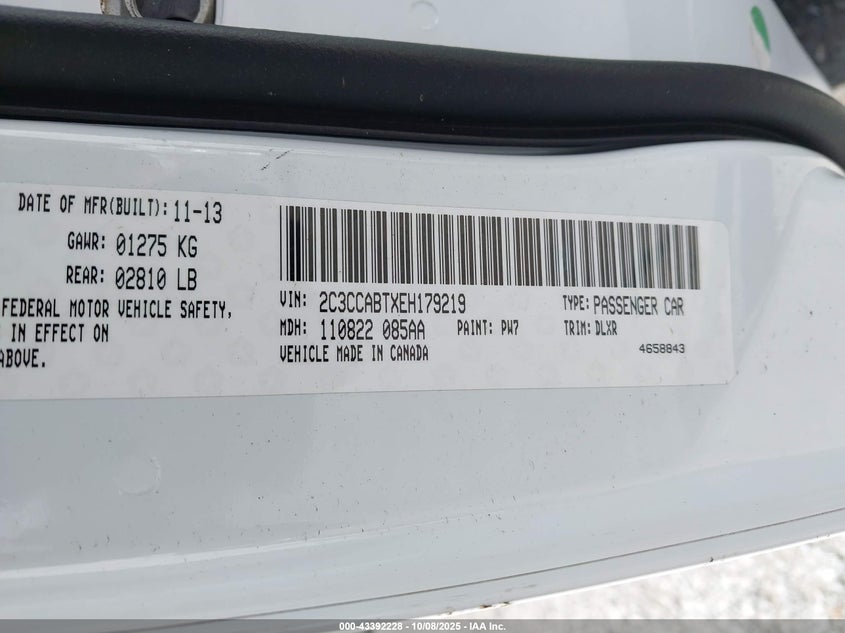 DATE OF MFR(BUILT): 11-13
GAWR: 01275 KG
REAR: 02810 LB
FEDERAL MOTOR VEHICLE SAFETY,
IN EFFECT ON
ABOVE.
VIN: 2C3CCABTXEH179219
TYPE: PASSENGER CAR
MDH: 110822 085AA
PAINT: PW7
TRIM: DLXR
VEHICLE MADE IN CANADA
4658843
000-43392228 - 10/08/2025 - IAA Inc.